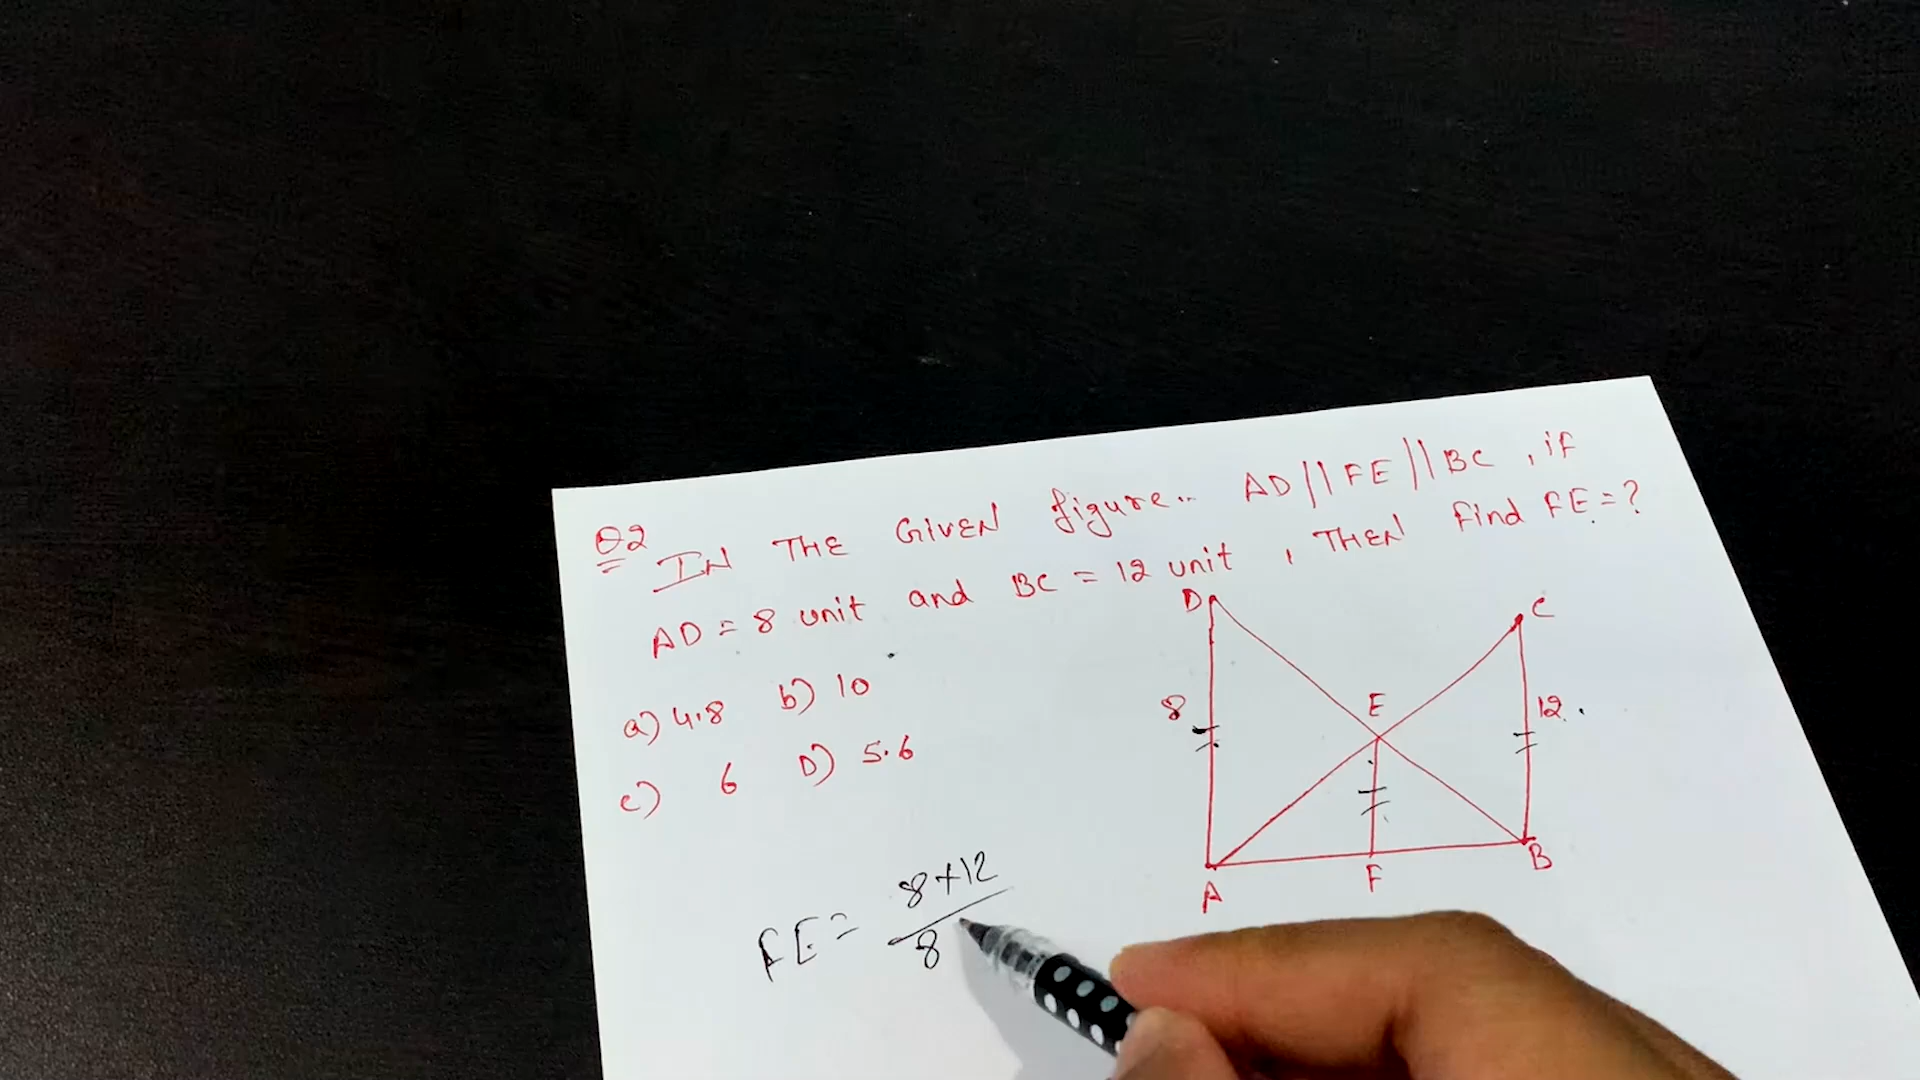 Q2 IN THE GIVEN figure.. AD || FE || BC , if
AD = 8 unit and BC = 12 unit , THEN find FE = ?
a) 4.8 b) 10
c) 6 D) 5.6
D C
8 E 12
A F B
FE = 8+12
8